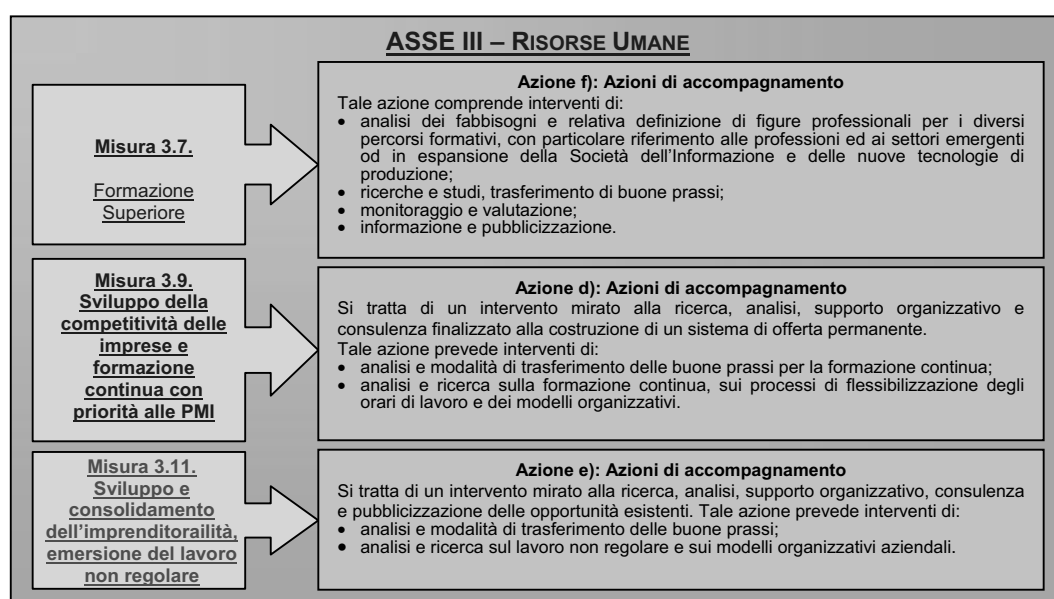 ASSE III – RISORSE UMANE
Misura 3.7.
Formazione
Superiore
Azione f): Azioni di accompagnamento
Tale azione comprende interventi di:
• analisi dei fabbisogni e relativa definizione di figure professionali per i diversi
percorsi formativi, con particolare riferimento alle professioni ed ai settori emergenti
od in espansione della Società dell'Informazione e delle nuove tecnologie di
produzione;
• ricerche e studi, trasferimento di buone prassi;
• monitoraggio e valutazione;
• informazione e pubblicizzazione.
Misura 3.9.
Sviluppo della
competitività delle
imprese e
formazione
continua con
priorità alle PMI
Azione d): Azioni di accompagnamento
Si tratta di un intervento mirato alla ricerca, analisi, supporto organizzativo e
consulenza finalizzato alla costruzione di un sistema di offerta permanente.
Tale azione prevede interventi di:
• analisi e modalità di trasferimento delle buone prassi per la formazione continua;
• analisi e ricerca sulla formazione continua, sui processi di flessibilizzazione degli
orari di lavoro e dei modelli organizzativi.
Misura 3.11.
Sviluppo e
consolidamento
dell'imprenditorailità,
emersione del lavoro
non regolare
Azione e): Azioni di accompagnamento
Si tratta di un intervento mirato alla ricerca, analisi, supporto organizzativo, consulenza
e pubblicizzazione delle opportunità esistenti. Tale azione prevede interventi di:
• analisi e modalità di trasferimento delle buone prassi;
• analisi e ricerca sul lavoro non regolare e sui modelli organizzativi aziendali.